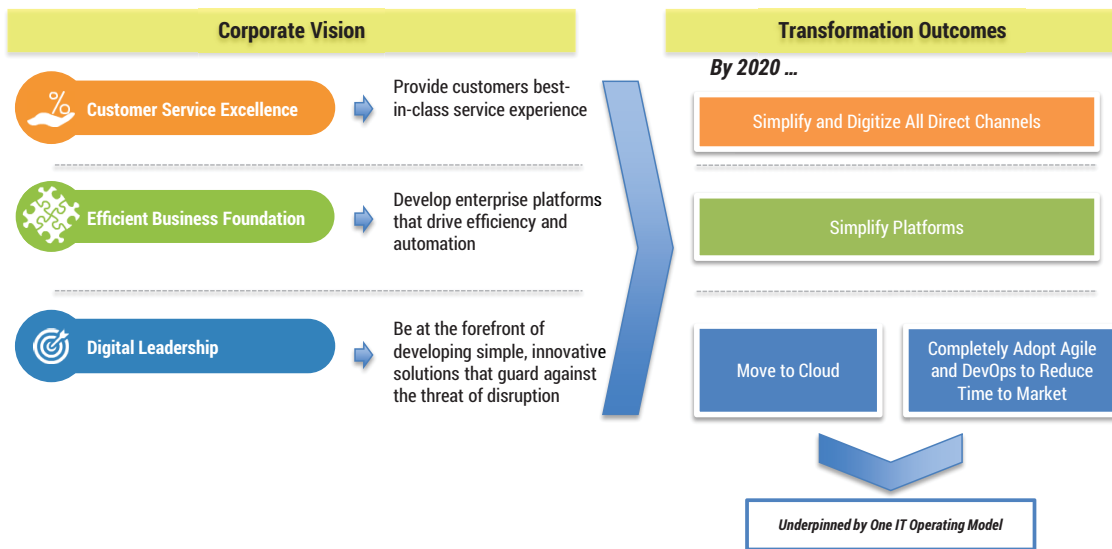 Corporate Vision
Transformation Outcomes
By 2020 ...
Customer Service Excellence
Provide customers best-
in-class service experience
Simplify and Digitize All Direct Channels
Efficient Business Foundation
Develop enterprise platforms
that drive efficiency and
automation
Simplify Platforms
Digital Leadership
Be at the forefront of
developing simple, innovative
solutions that guard against
the threat of disruption
Move to Cloud
Completely Adopt Agile
and DevOps to Reduce
Time to Market
Underpinned by One IT Operating Model